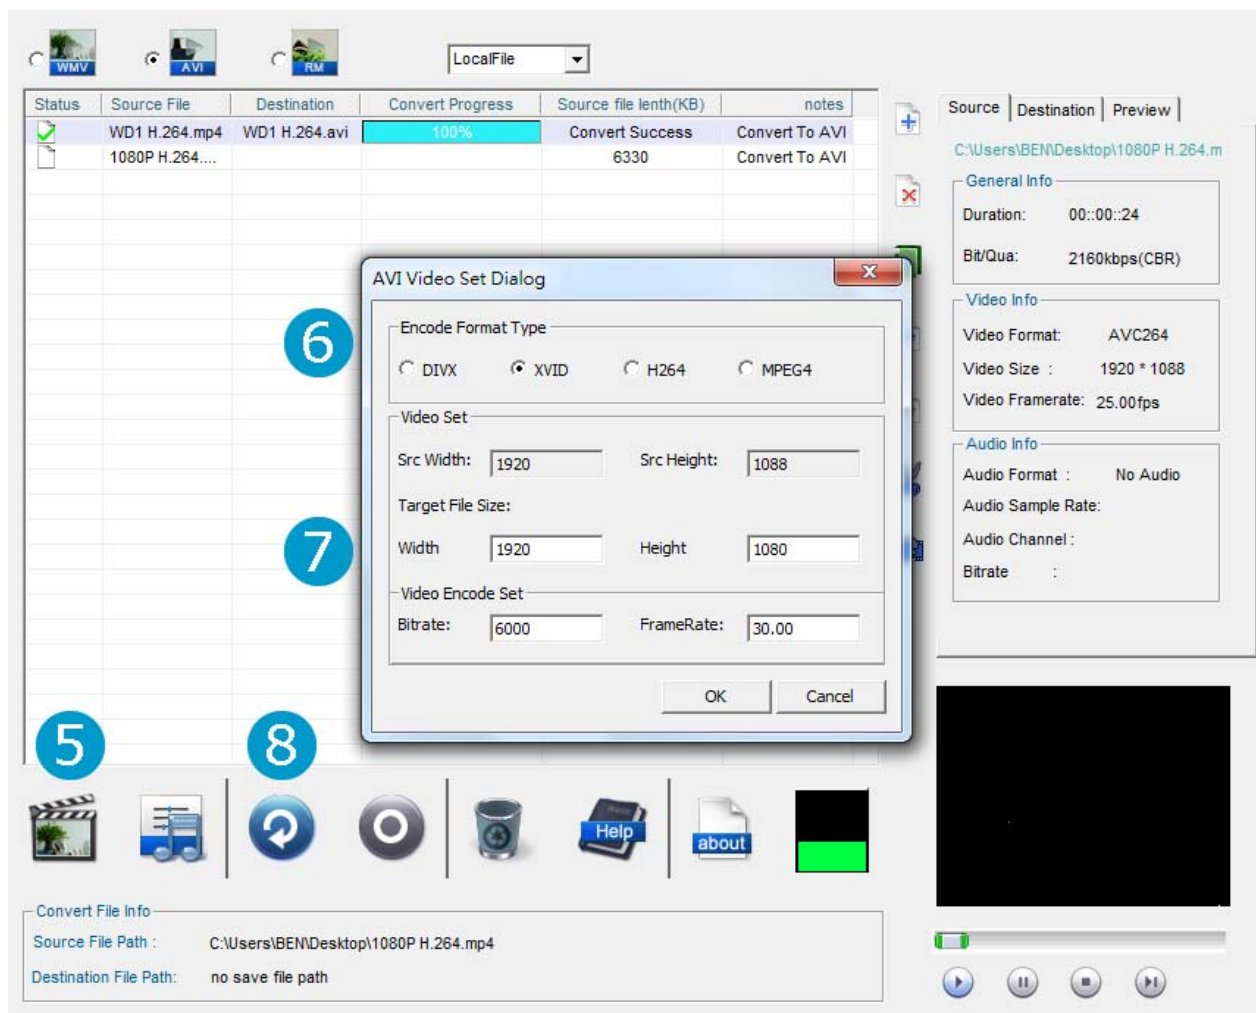 WMV AVI RM LocalFile
Status Source File Destination Convert Progress Source file lenth(KB) notes
WD1 H.264.mp4 WD1 H.264.avi 100% Convert Success Convert To AVI
1080P H.264.... 6330 Convert To AVI
Source Destination Preview
C:\Users\BEN\Desktop\1080P H.264.m
General Info
Duration: 00::00::24
Bit/Qua: 2160kbps(CBR)
Video Info
Video Format: AVC264
Video Size : 1920 * 1088
Video Framerate: 25.00fps
Audio Info
Audio Format : No Audio
Audio Sample Rate:
Audio Channel :
Bitrate :
AVI Video Set Dialog
6
Encode Format Type
DIVX XVID H264 MPEG4
Video Set
Src Width: 1920 Src Height: 1088
Target File Size:
7
Width 1920 Height 1080
Video Encode Set
Bitrate: 6000 FrameRate: 30.00
OK Cancel
5 8
Help about
Convert File Info
Source File Path : C:\Users\BEN\Desktop\1080P H.264.mp4
Destination File Path: no save file path